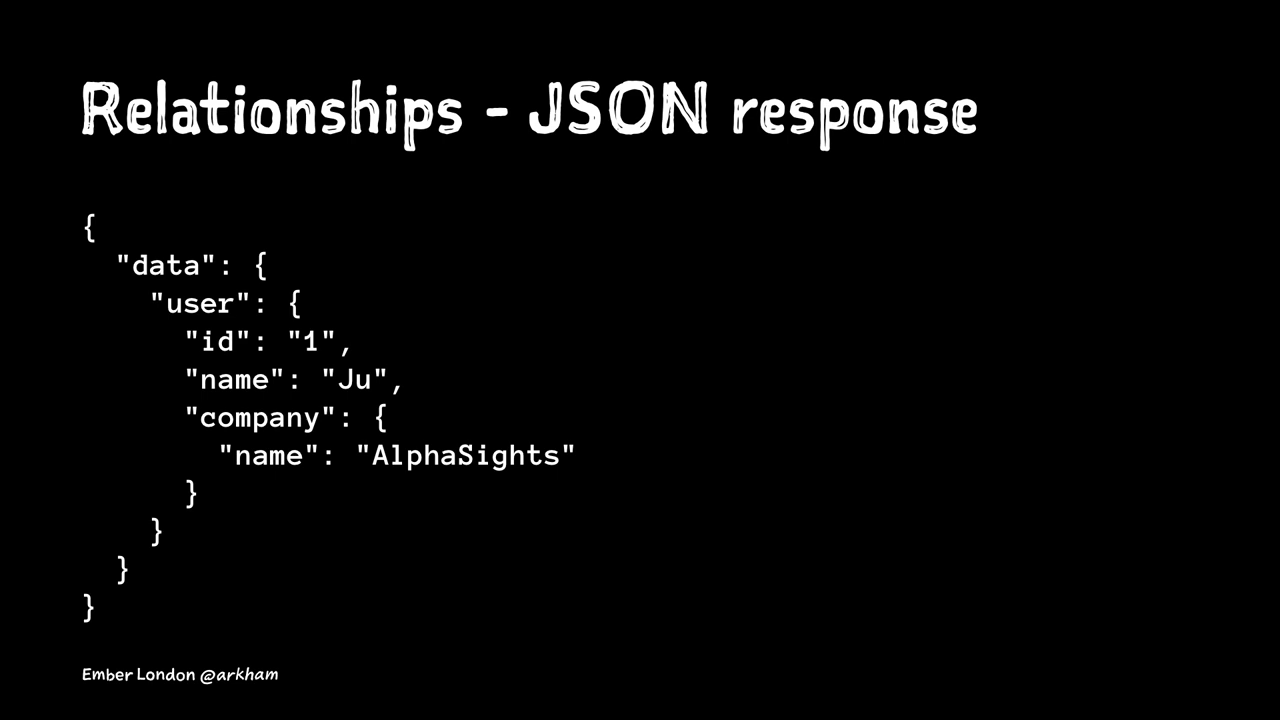 Relationships - JSON response
{
  "data": {
    "user": {
      "id": "1",
      "name": "Ju",
      "company": {
        "name": "AlphaSights"
      }
    }
  }
}
Ember London @arkham